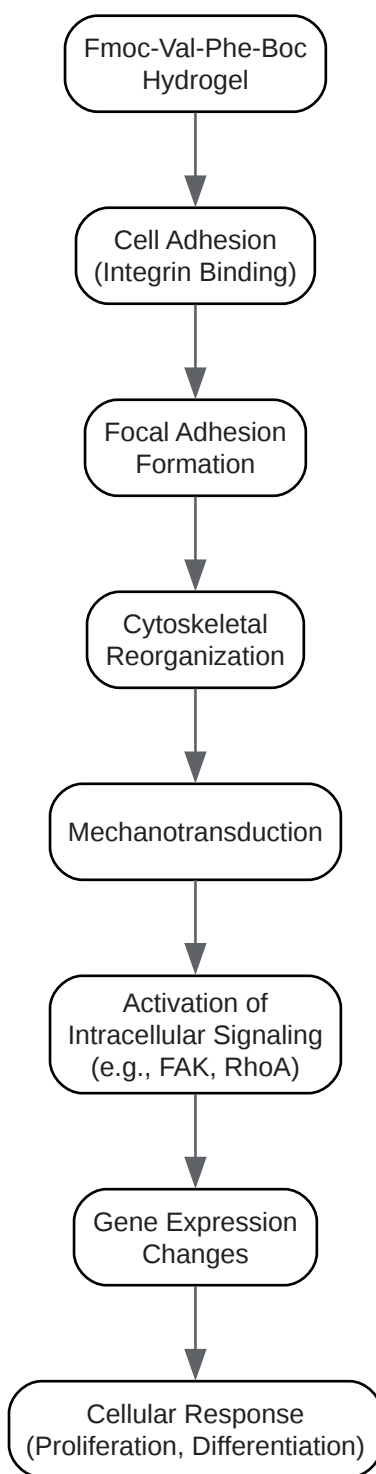 Fmoc-Val-Phe-Boc
Hydrogel
Cell Adhesion
(Integrin Binding)
Focal Adhesion
Formation
Cytoskeletal
Reorganization
Mechanotransduction
Activation of
Intracellular Signaling
(e.g., FAK, RhoA)
Gene Expression
Changes
Cellular Response
(Proliferation, Differentiation)